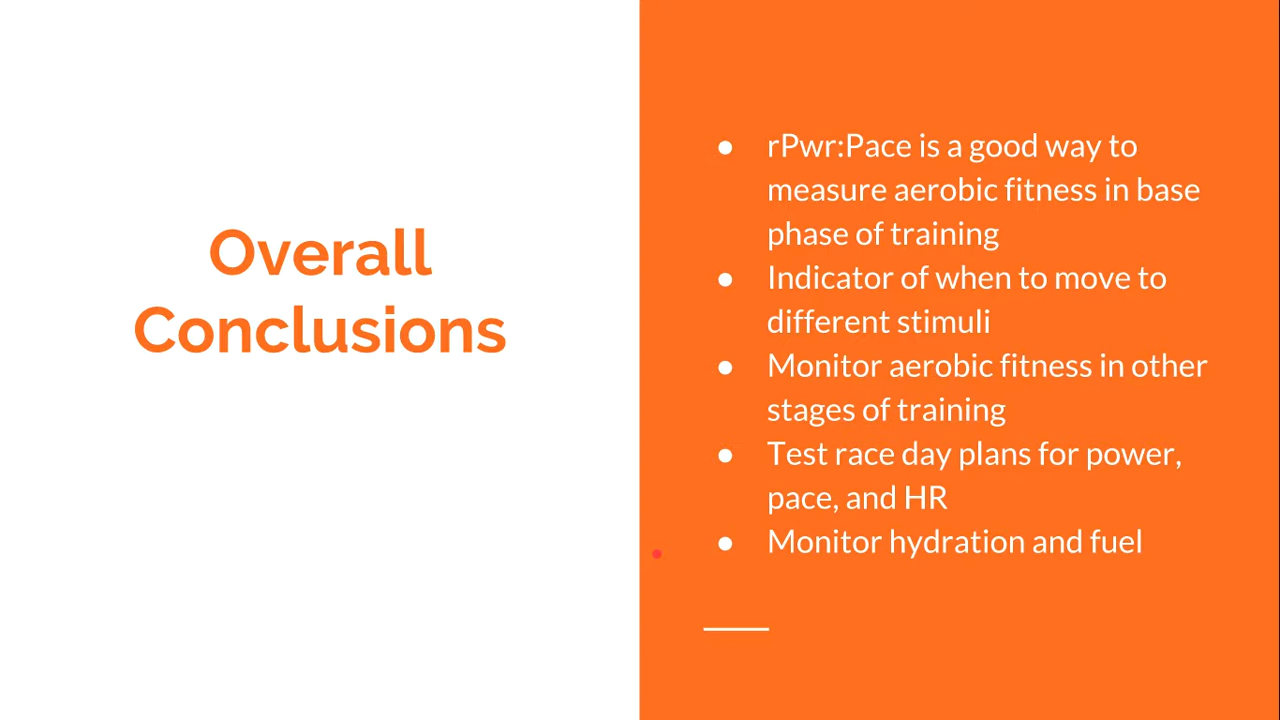 Overall
Conclusions
● rPwr:Pace is a good way to
measure aerobic fitness in base
phase of training
● Indicator of when to move to
different stimuli
● Monitor aerobic fitness in other
stages of training
● Test race day plans for power,
pace, and HR
● Monitor hydration and fuel